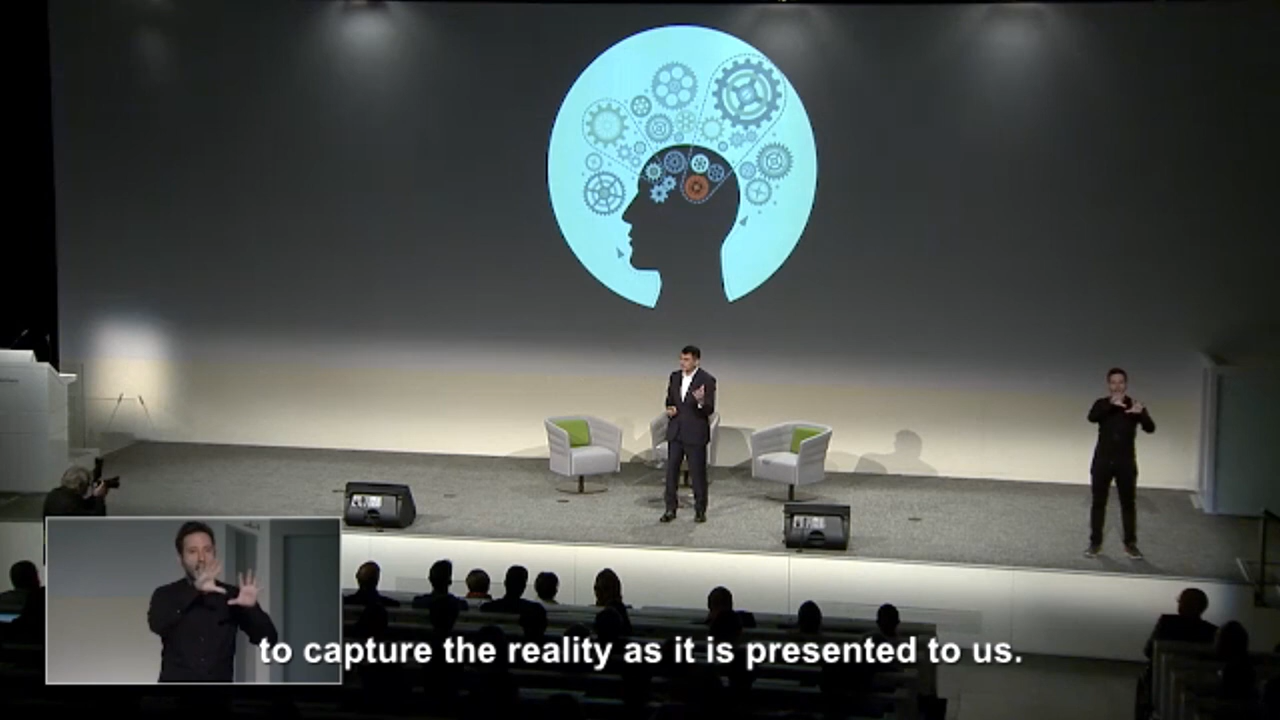 to capture the reality as it is presented to us.